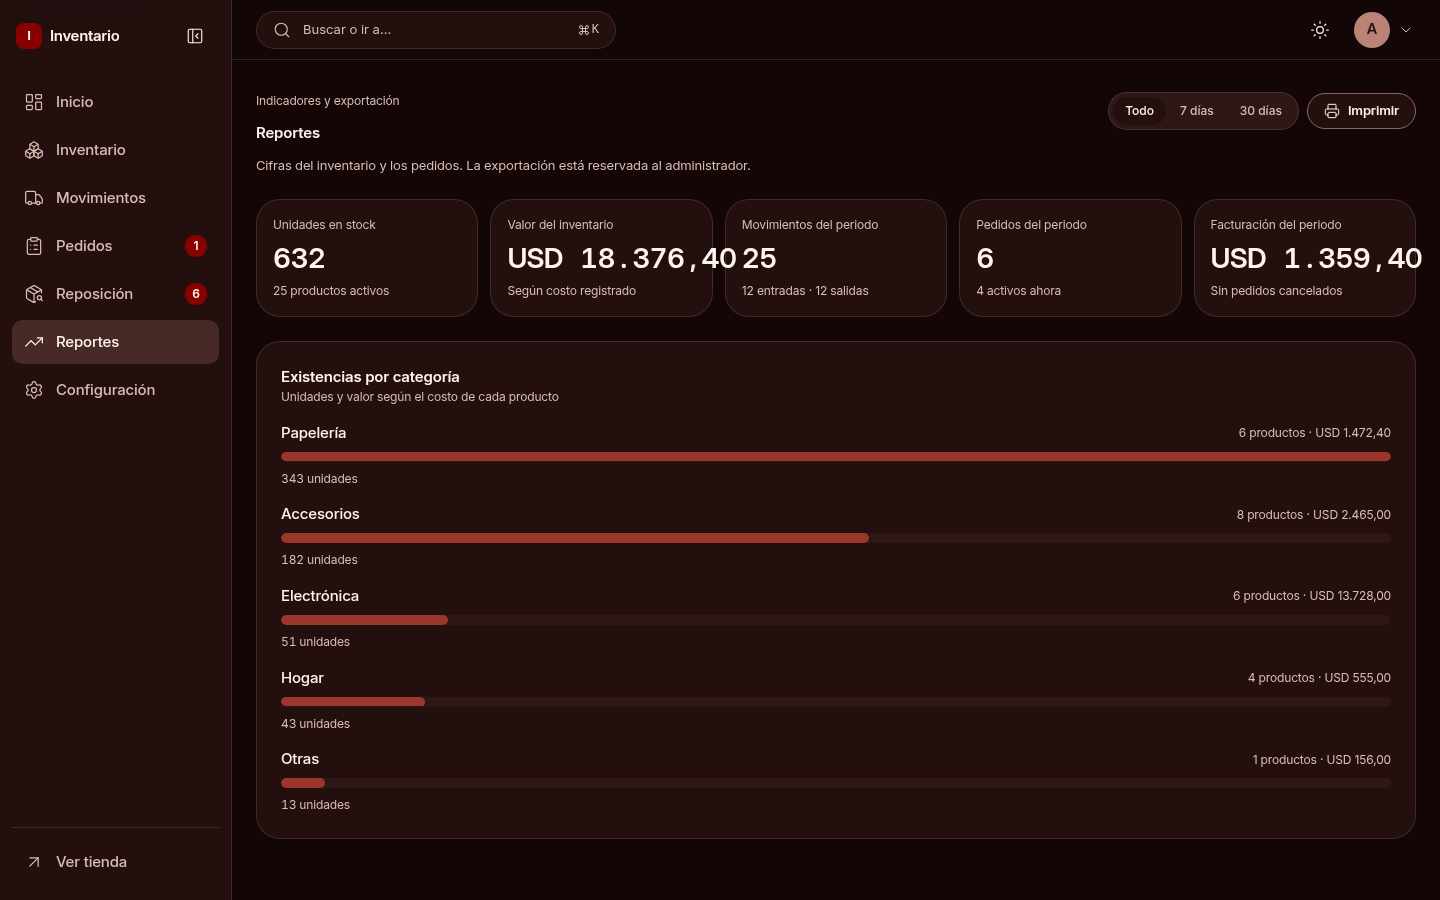 I Inventario
Buscar o ir a...
⌘K
A
Inicio
Inventario
Movimientos
Pedidos 1
Reposición 6
Reportes
Configuración
Ver tienda
Indicadores y exportación
Reportes
Cifras del inventario y los pedidos. La exportación está reservada al administrador.
Todo 7 días 30 días
Imprimir
Unidades en stock
632
25 productos activos
Valor del inventario
USD 18.376,40
Según costo registrado
Movimientos del periodo
25
12 entradas · 12 salidas
Pedidos del periodo
6
4 activos ahora
Facturación del periodo
USD 1.359,40
Sin pedidos cancelados
Existencias por categoría
Unidades y valor según el costo de cada producto
Papelería 6 productos · USD 1.472,40
343 unidades
Accesorios 8 productos · USD 2.465,00
182 unidades
Electrónica 6 productos · USD 13.728,00
51 unidades
Hogar 4 productos · USD 555,00
43 unidades
Otras 1 productos · USD 156,00
13 unidades